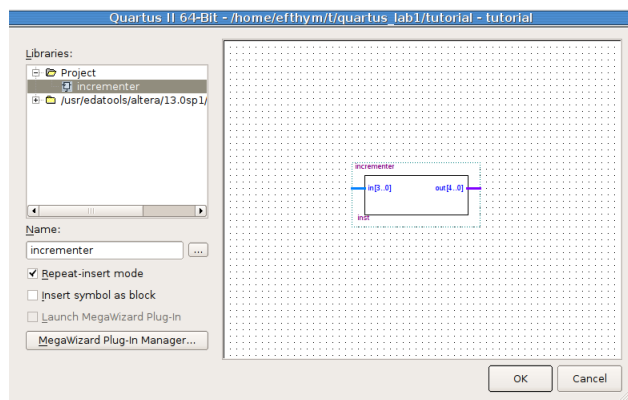 Quartus II 64-Bit - /home/efthym/t/quartus_lab1/tutorial - tutorial
Libraries:
Project
incrementer
/usr/edatools/altera/13.0sp1/
Name:
incrementer
...
Repeat-insert mode
Insert symbol as block
Launch MegaWizard Plug-In
MegaWizard Plug-In Manager...
incrementer
in[3..0] out[4..0]
inst
OK Cancel